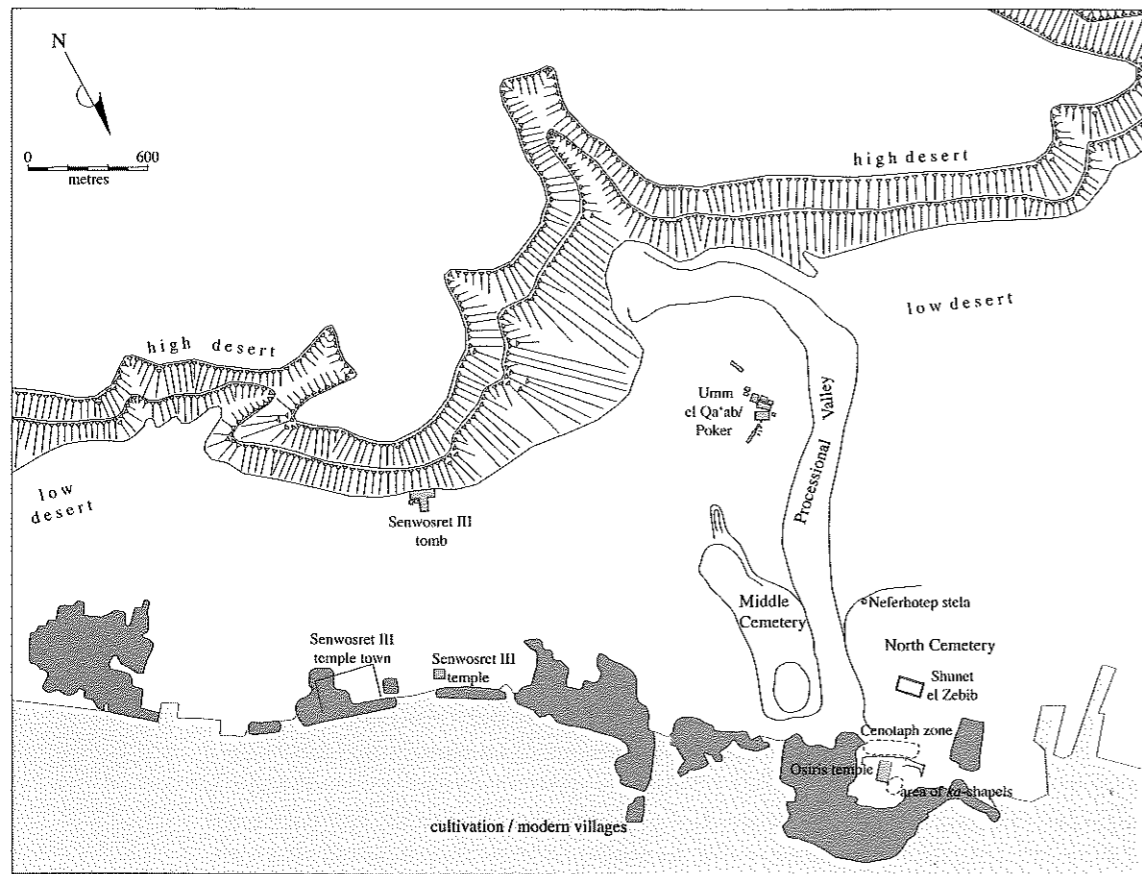 N
0 600
metres
high desert
low desert
high desert
Umm
el Qa‘ab/
Poker
Processional Valley
low
desert
Senwosret III
tomb
Middle
Cemetery
Neferhotep stela
North Cemetery
Senwosret III
temple town
Senwosret III
temple
Shunet
el Zebib
Cenotaph zone
Osiris temple
area of ka-chapels
cultivation / modern villages